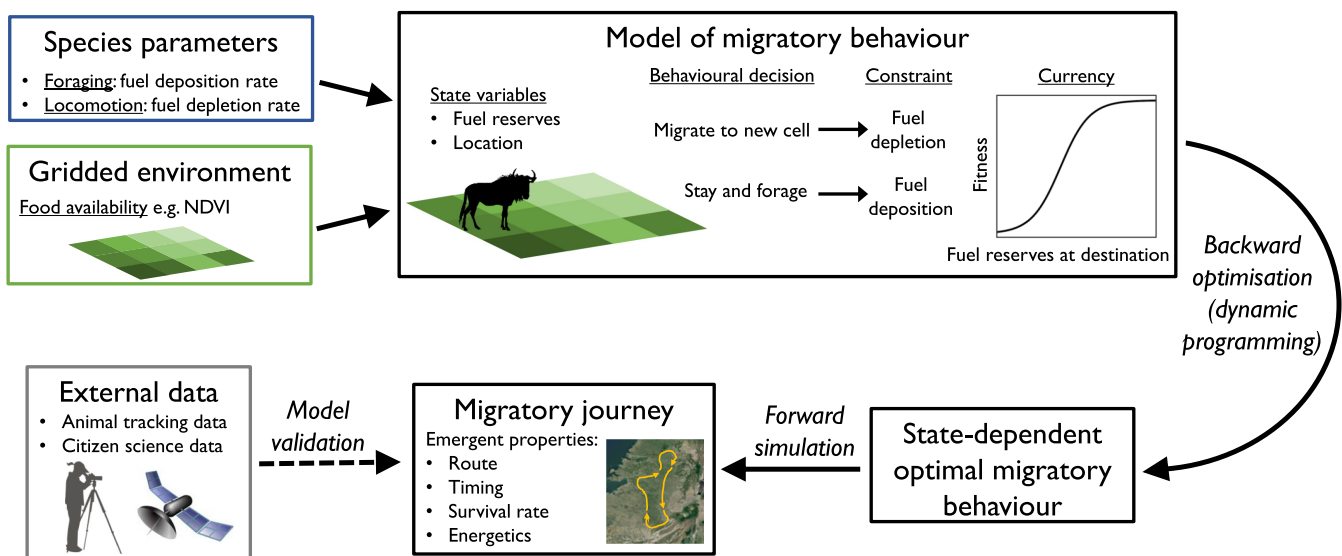 Species parameters
• Foraging: fuel deposition rate
• Locomotion: fuel depletion rate
Gridded environment
Food availability e.g. NDVI
Model of migratory behaviour
State variables
• Fuel reserves
• Location
Behavioural decision
Migrate to new cell
Stay and forage
Constraint
Fuel
depletion
Fuel
deposition
Currency
Fitness
Fuel reserves at destination
Backward
optimisation
(dynamic
programming)
State-dependent
optimal migratory
behaviour
Forward
simulation
Migratory journey
Emergent properties:
• Route
• Timing
• Survival rate
• Energetics
Model
validation
External data
• Animal tracking data
• Citizen science data